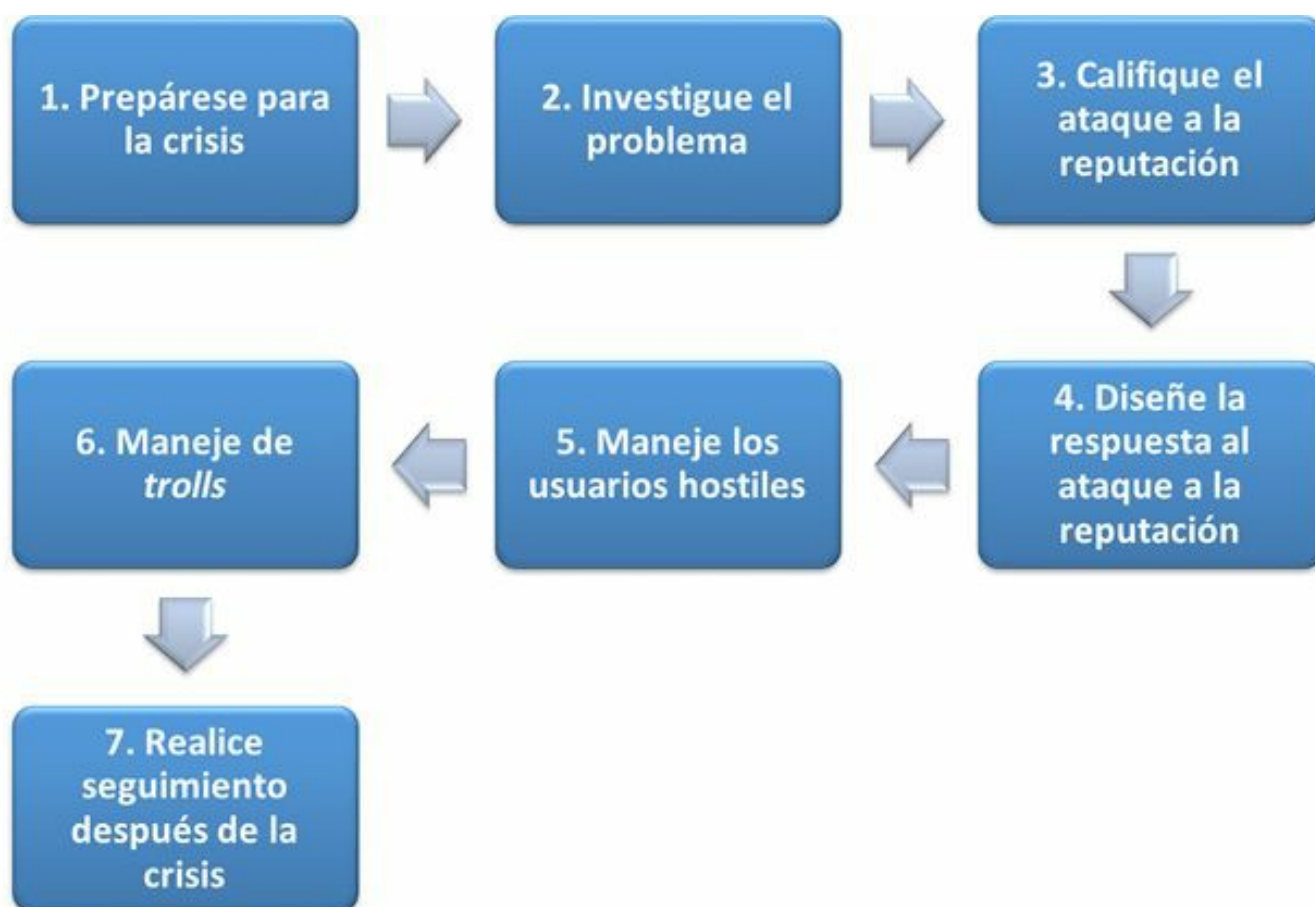 1. Prepárese para
la crisis
2. Investigue el
problema
3. Califique el
ataque a la
reputación
4. Diseñe la
respuesta al
ataque a la
reputación
5. Maneje los
usuarios hostiles
6. Maneje de
trolls
7. Realice
seguimiento
después de la
crisis